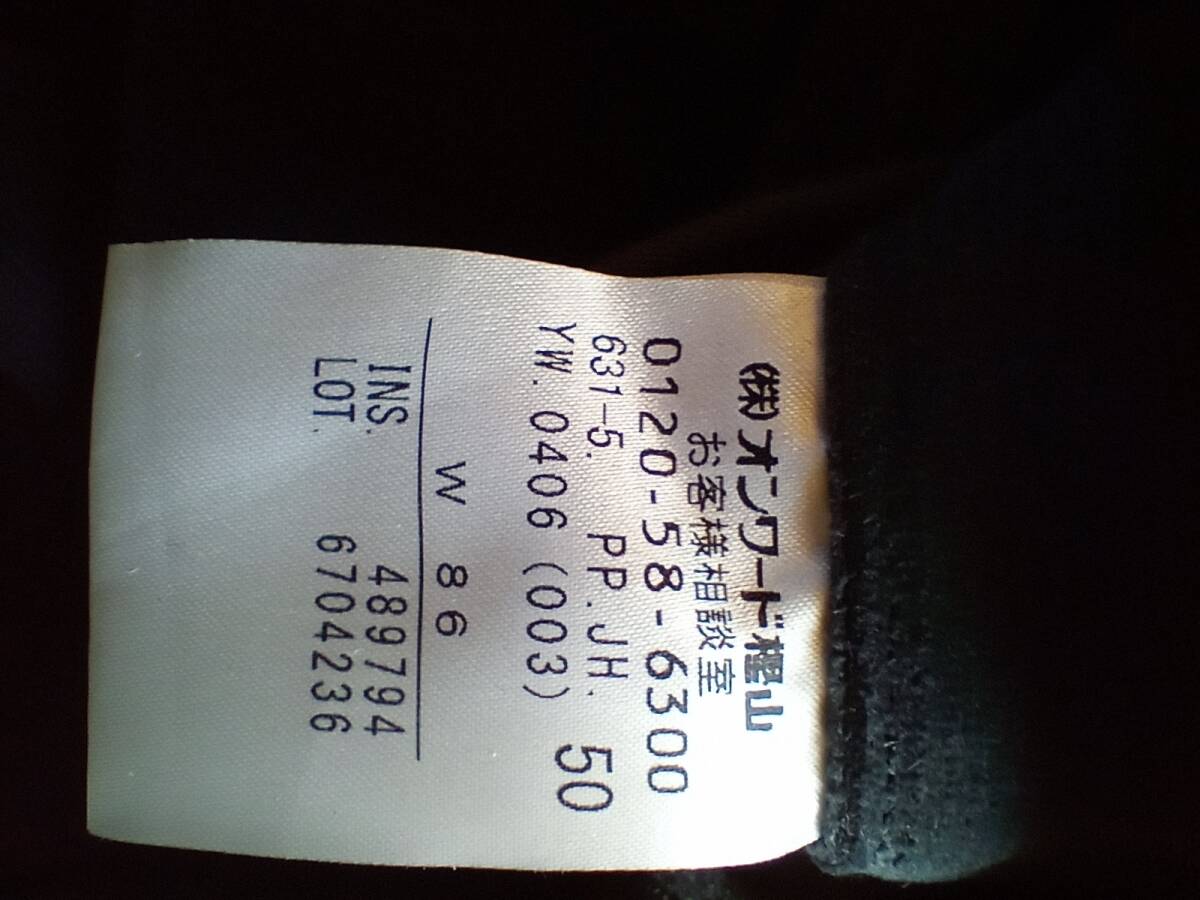 ㈱オンワード樫山
お客様相談室
0120-58-6300
631-5. PP.JH. 50
YW.0406(003)
W 86
INS. 489794
LOT. 6704236